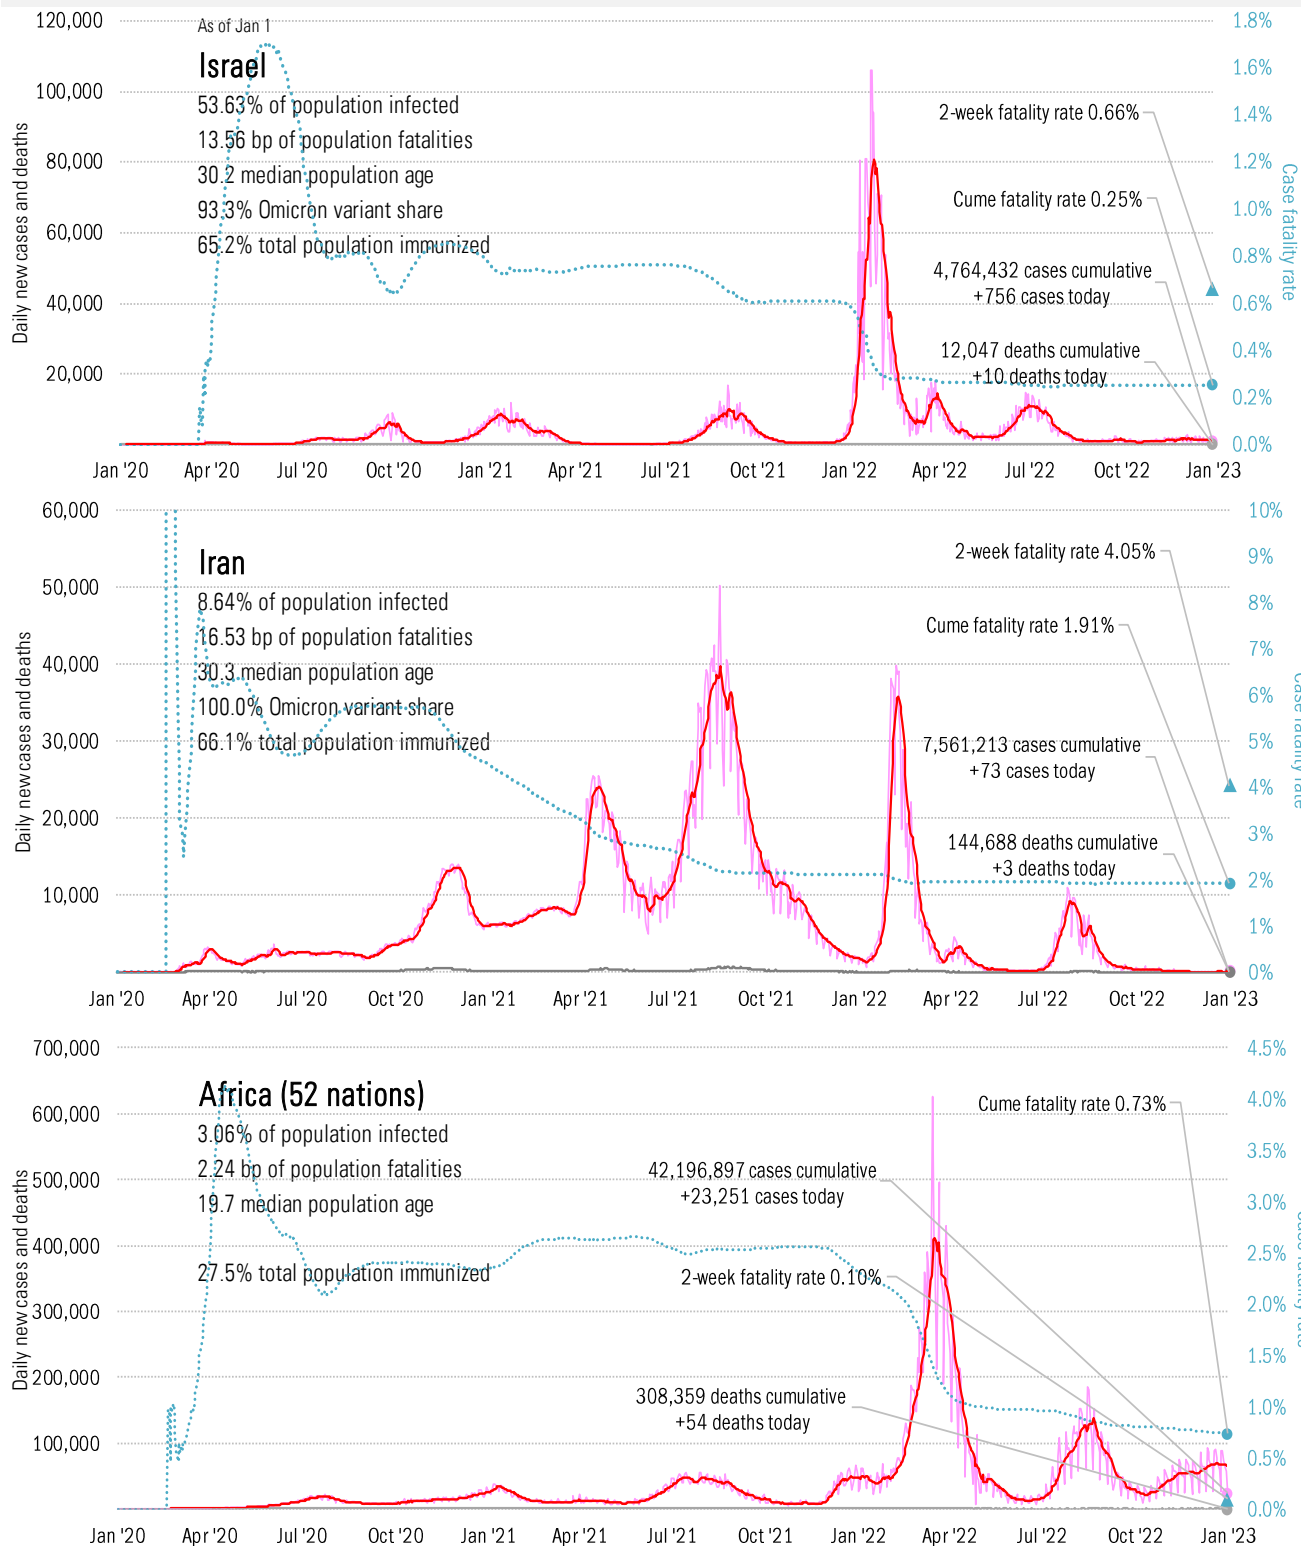 120,000
As of Jan 1
1.8%
Israel
1.6%
100,000
53.63% of population infected
2-week fatality rate 0.66%
1.4%
13.56 bp of population fatalities
80,000
1.2%
30.2 median population age
Cume fatality rate 0.25%
1.0%
93.3% Omicron variant share
60,000
65.2% total population immunized
0.8%
4,764,432 cases cumulative
+756 cases today
40,000
0.6%
12,047 deaths cumulative
+10 deaths today
0.4%
20,000
0.2%
0.0%
Daily new cases and deaths
Case fatality rate
Jan '20 Apr '20 Jul '20 Oct '20 Jan '21 Apr '21 Jul '21 Oct '21 Jan '22 Apr '22 Jul '22 Oct '22 Jan '23
60,000
10%
Iran
2-week fatality rate 4.05%
9%
50,000
8.64% of population infected
8%
Cume fatality rate 1.91%
16.53 bp of population fatalities
7%
40,000
30.3 median population age
6%
100.0% Omicron variant share
30,000
66.1% total population immunized
5%
7,561,213 cases cumulative
+73 cases today
4%
20,000
3%
144,688 deaths cumulative
+3 deaths today
2%
10,000
1%
0%
Daily new cases and deaths
Case fatality rate
Jan '20 Apr '20 Jul '20 Oct '20 Jan '21 Apr '21 Jul '21 Oct '21 Jan '22 Apr '22 Jul '22 Oct '22 Jan '23
700,000
4.5%
Africa (52 nations)
Cume fatality rate 0.73%
4.0%
600,000
3.06% of population infected
3.5%
2.24 bp of population fatalities
42,196,897 cases cumulative
+23,251 cases today
500,000
3.0%
19.7 median population age
400,000
2.5%
27.5% total population immunized
2-week fatality rate 0.10%
300,000
2.0%
200,000
1.5%
308,359 deaths cumulative
+54 deaths today
1.0%
100,000
0.5%
0.0%
Daily new cases and deaths
Case fatality rate
Jan '20 Apr '20 Jul '20 Oct '20 Jan '21 Apr '21 Jul '21 Oct '21 Jan '22 Apr '22 Jul '22 Oct '22 Jan '23